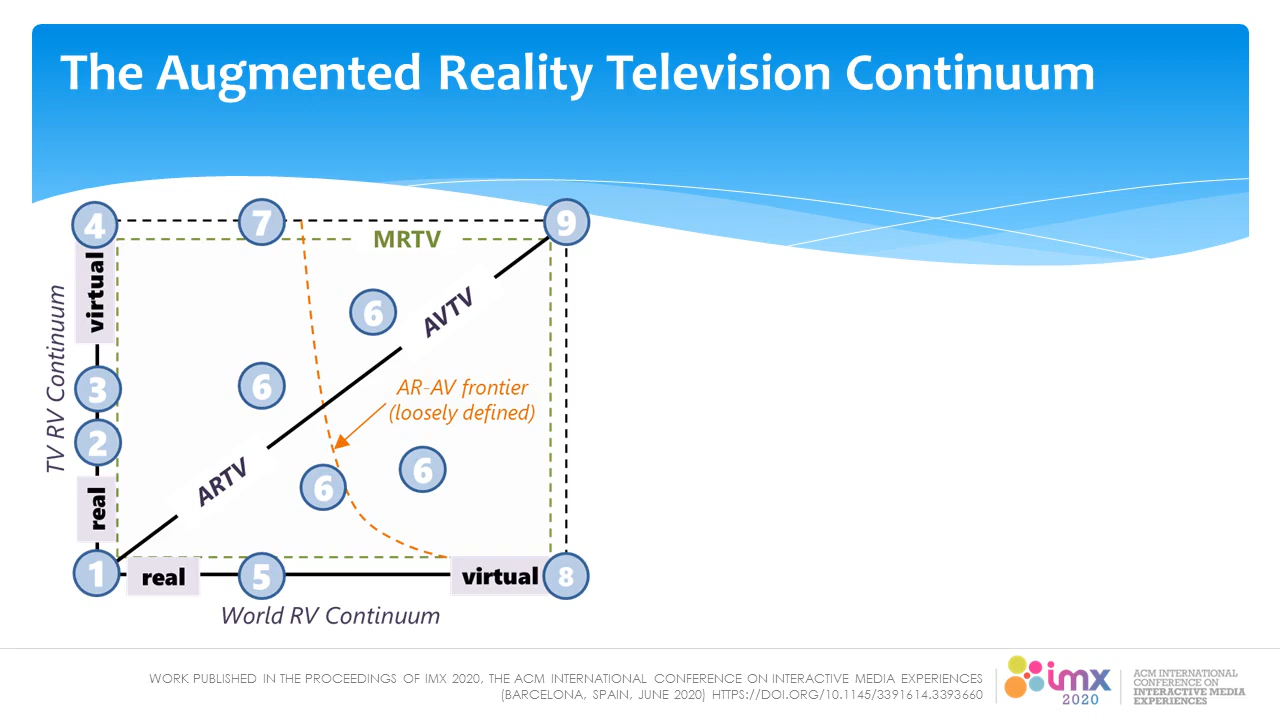 The Augmented Reality Television Continuum
4
7
9
MRTV
virtual
TV RV Continuum
6
AVTV
3
6
AR-AV frontier
(loosely defined)
2
ARTV
6
6
real
1
real
5
virtual
8
World RV Continuum
WORK PUBLISHED IN THE PROCEEDINGS OF IMX 2020, THE ACM INTERNATIONAL CONFERENCE ON INTERACTIVE MEDIA EXPERIENCES
(BARCELONA, SPAIN, JUNE 2020) HTTPS://DOI.ORG/10.1145/3391614.3393660
imx
2020
ACM INTERNATIONAL
CONFERENCE ON
INTERACTIVE MEDIA
EXPERIENCES